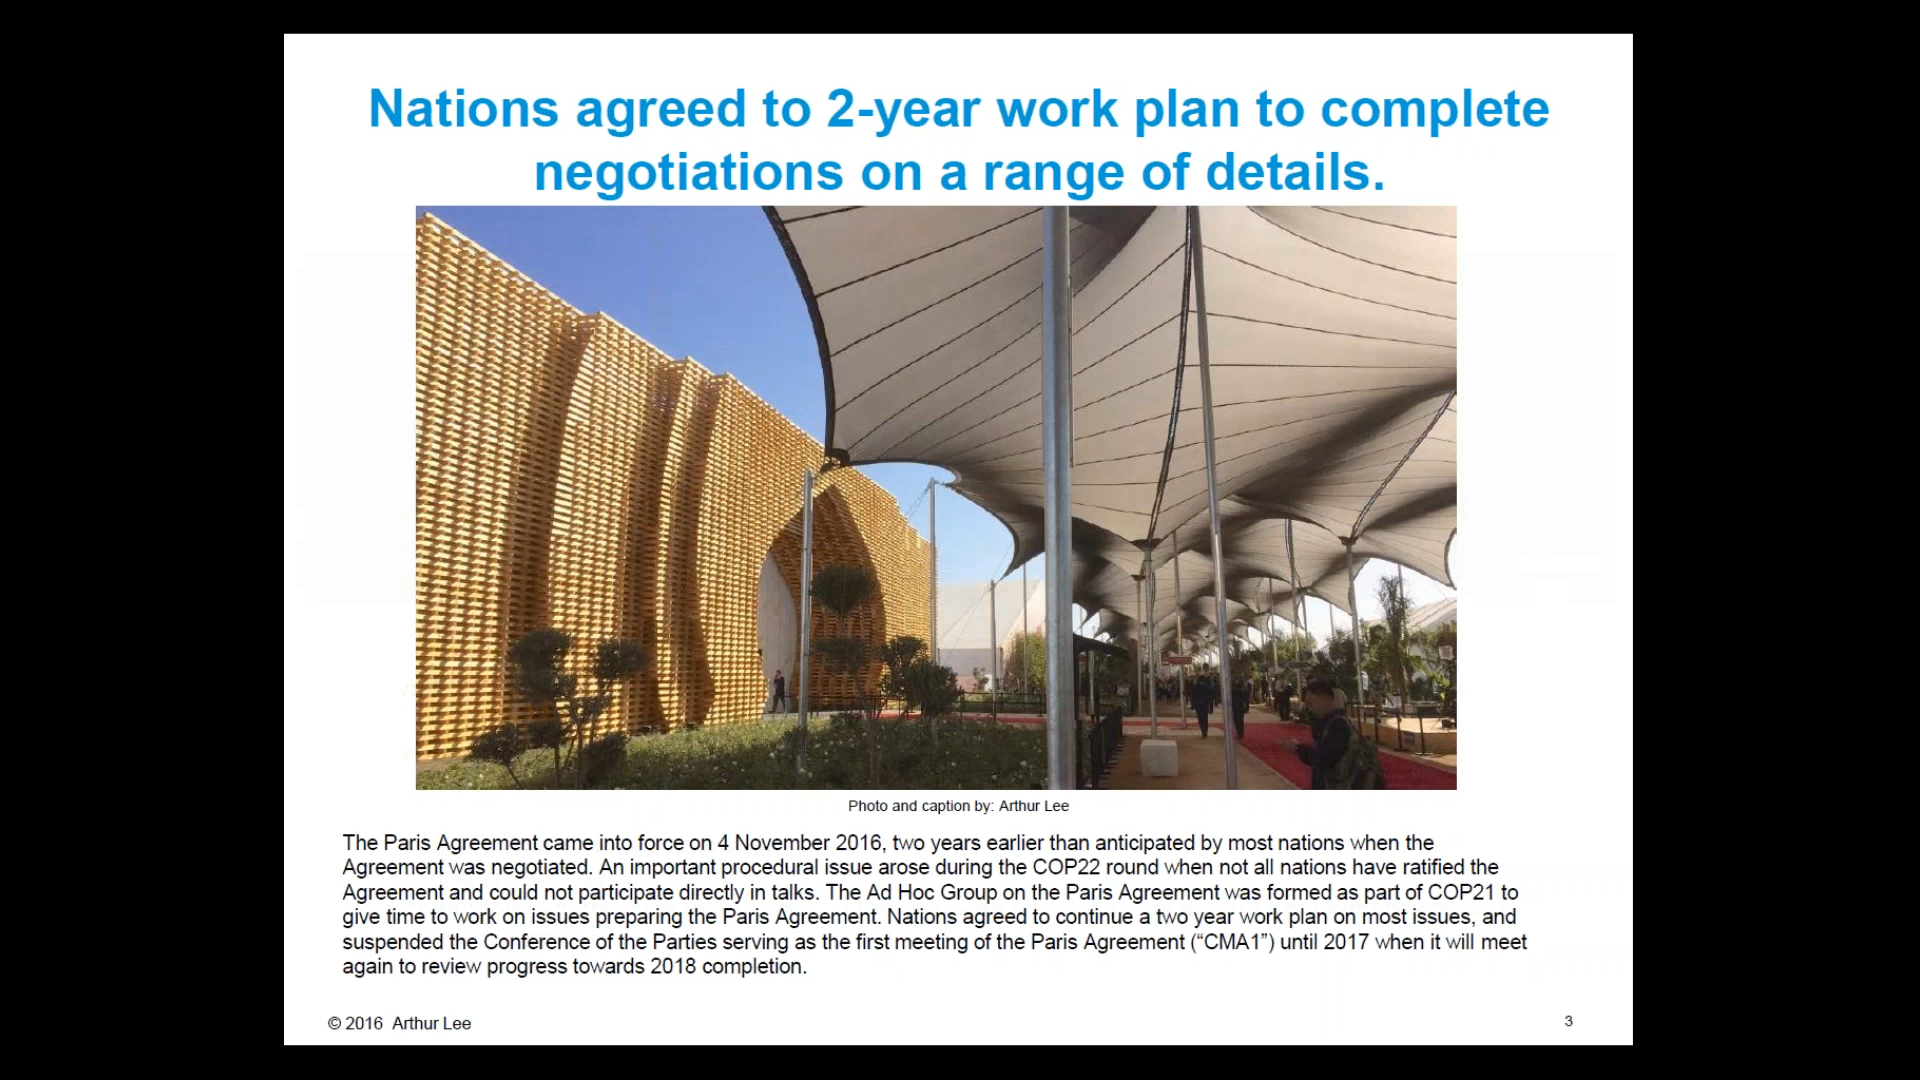 Nations agreed to 2-year work plan to complete
negotiations on a range of details.
Photo and caption by: Arthur Lee
The Paris Agreement came into force on 4 November 2016, two years earlier than anticipated by most nations when the
Agreement was negotiated. An important procedural issue arose during the COP22 round when not all nations have ratified the
Agreement and could not participate directly in talks. The Ad Hoc Group on the Paris Agreement was formed as part of COP21 to
give time to work on issues preparing the Paris Agreement. Nations agreed to continue a two year work plan on most issues, and
suspended the Conference of the Parties serving as the first meeting of the Paris Agreement (“CMA1”) until 2017 when it will meet
again to review progress towards 2018 completion.
© 2016 Arthur Lee
3